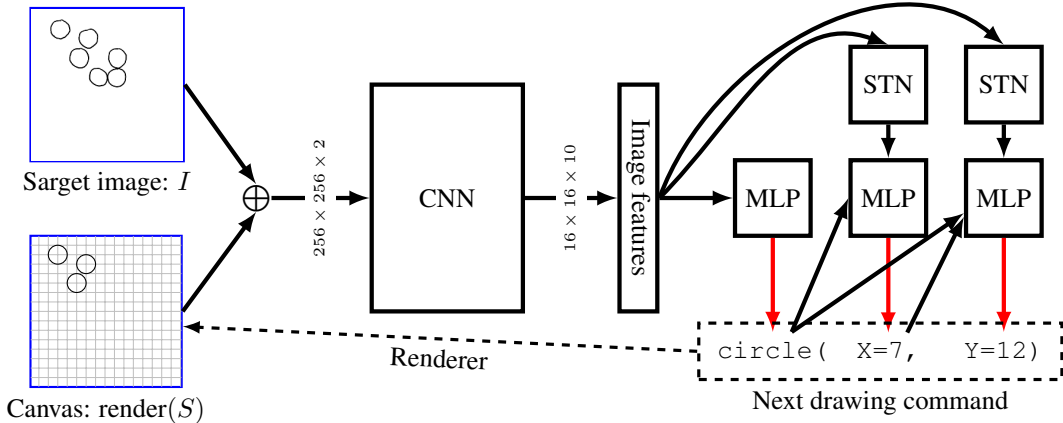 STN
STN
Sarget image: I
256 × 256 × 2
CNN
16 × 16 × 10
Image features
MLP
MLP
MLP
Renderer
circle( X=7, Y=12)
Canvas: render(S)
Next drawing command